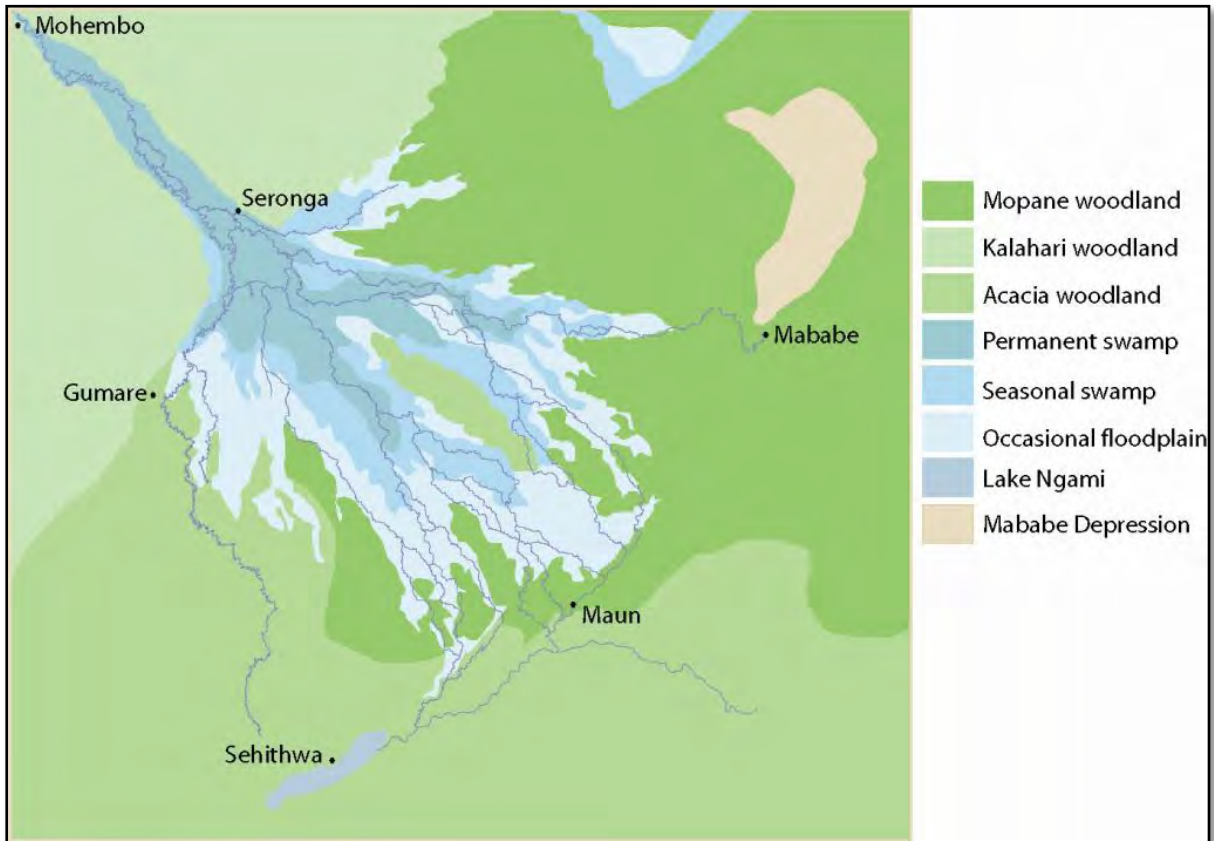 Mohembo
Seronga
Mababe
Gumare
Maun
Sehithwa
Mopane woodland
Kalahari woodland
Acacia woodland
Permanent swamp
Seasonal swamp
Occasional floodplain
Lake Ngami
Mababe Depression